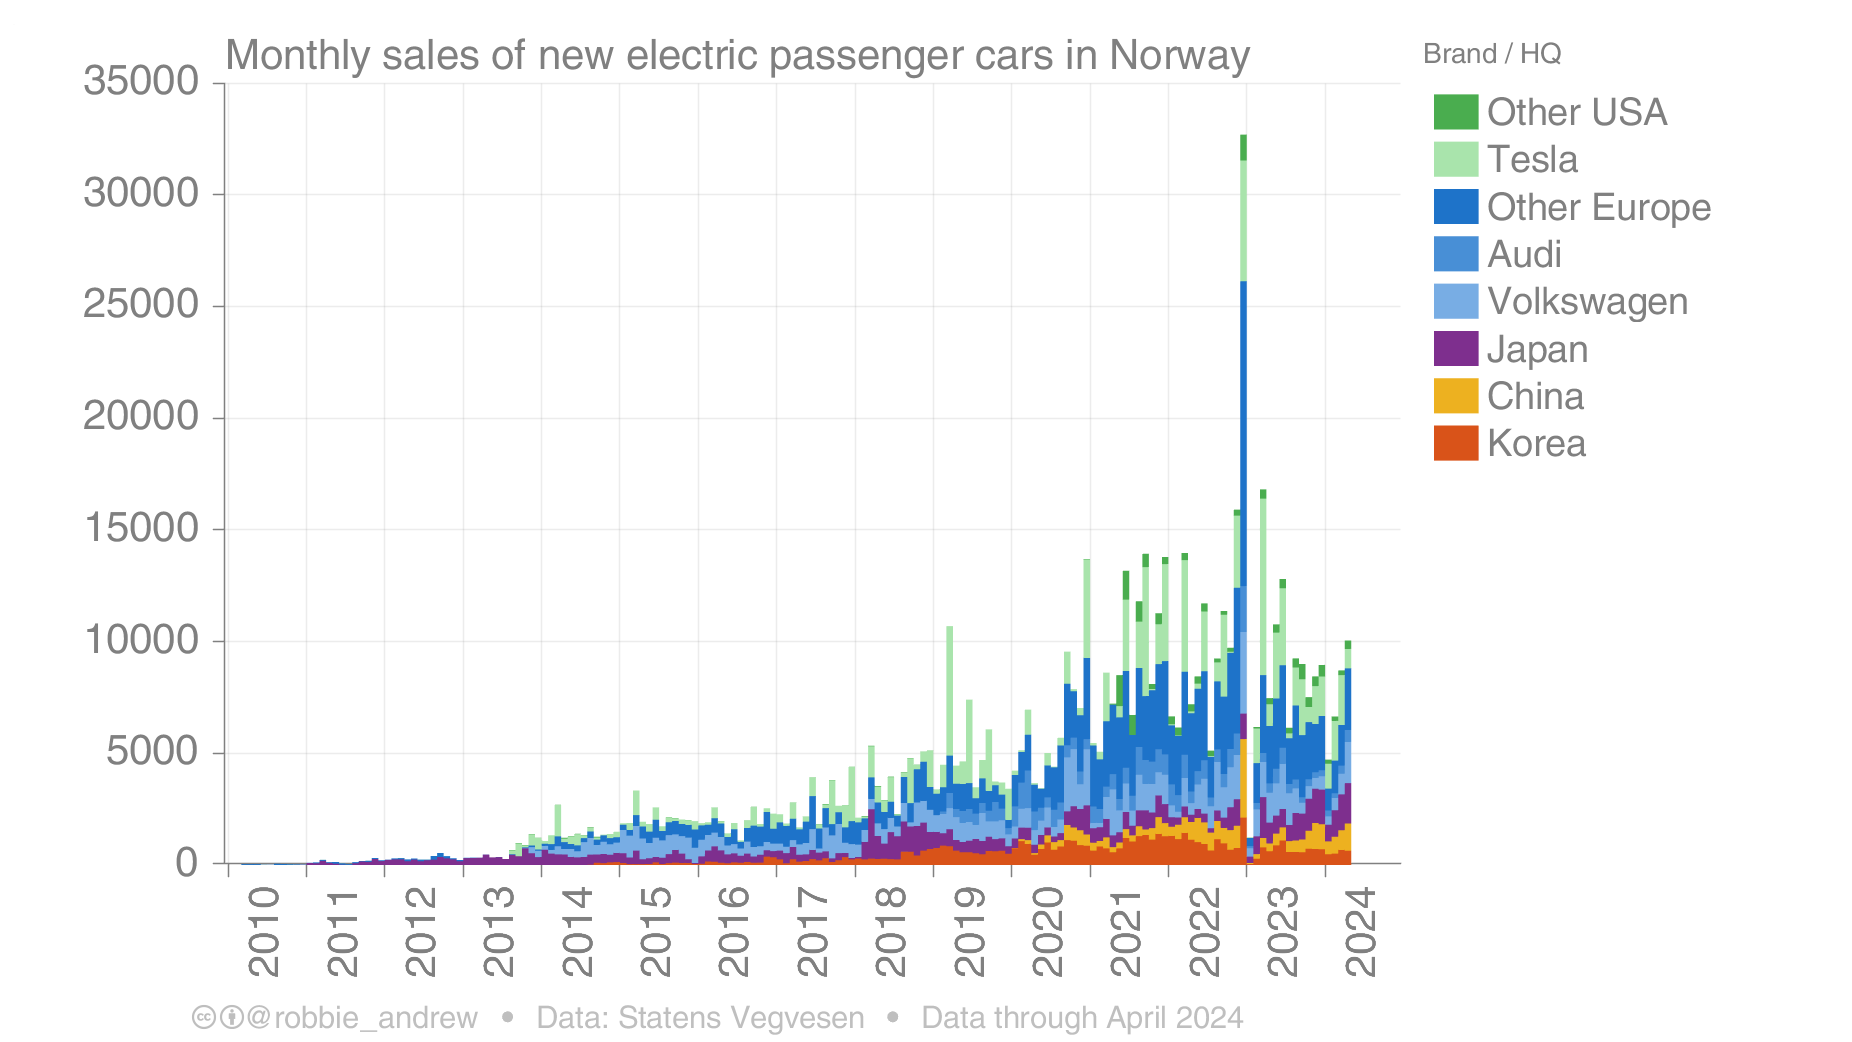 Monthly sales of new electric passenger cars in Norway
Brand / HQ
Other USA
Tesla
Other Europe
Audi
Volkswagen
Japan
China
Korea
35000
30000
25000
20000
15000
10000
5000
0
2010
2011
2012
2013
2014
2015
2016
2017
2018
2019
2020
2021
2022
2023
2024
cc @robbie_andrew • Data: Statens Vegvesen • Data through April 2024